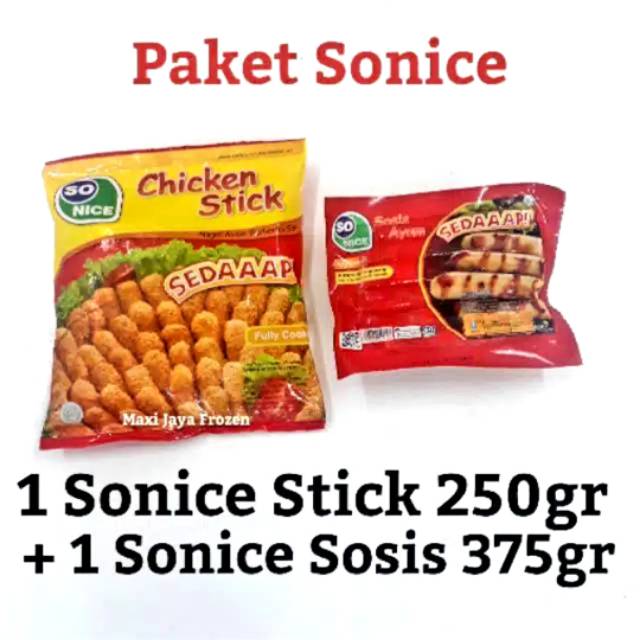 Paket Sonice
SO
NICE
Chicken
Stick
SEDAAAP!
Fully Cooked
Maxi Jaya Frozen
SO
NICE
Sosis
Ayam
SEDAAAP!
1 Sonice Stick 250gr
+ 1 Sonice Sosis 375gr